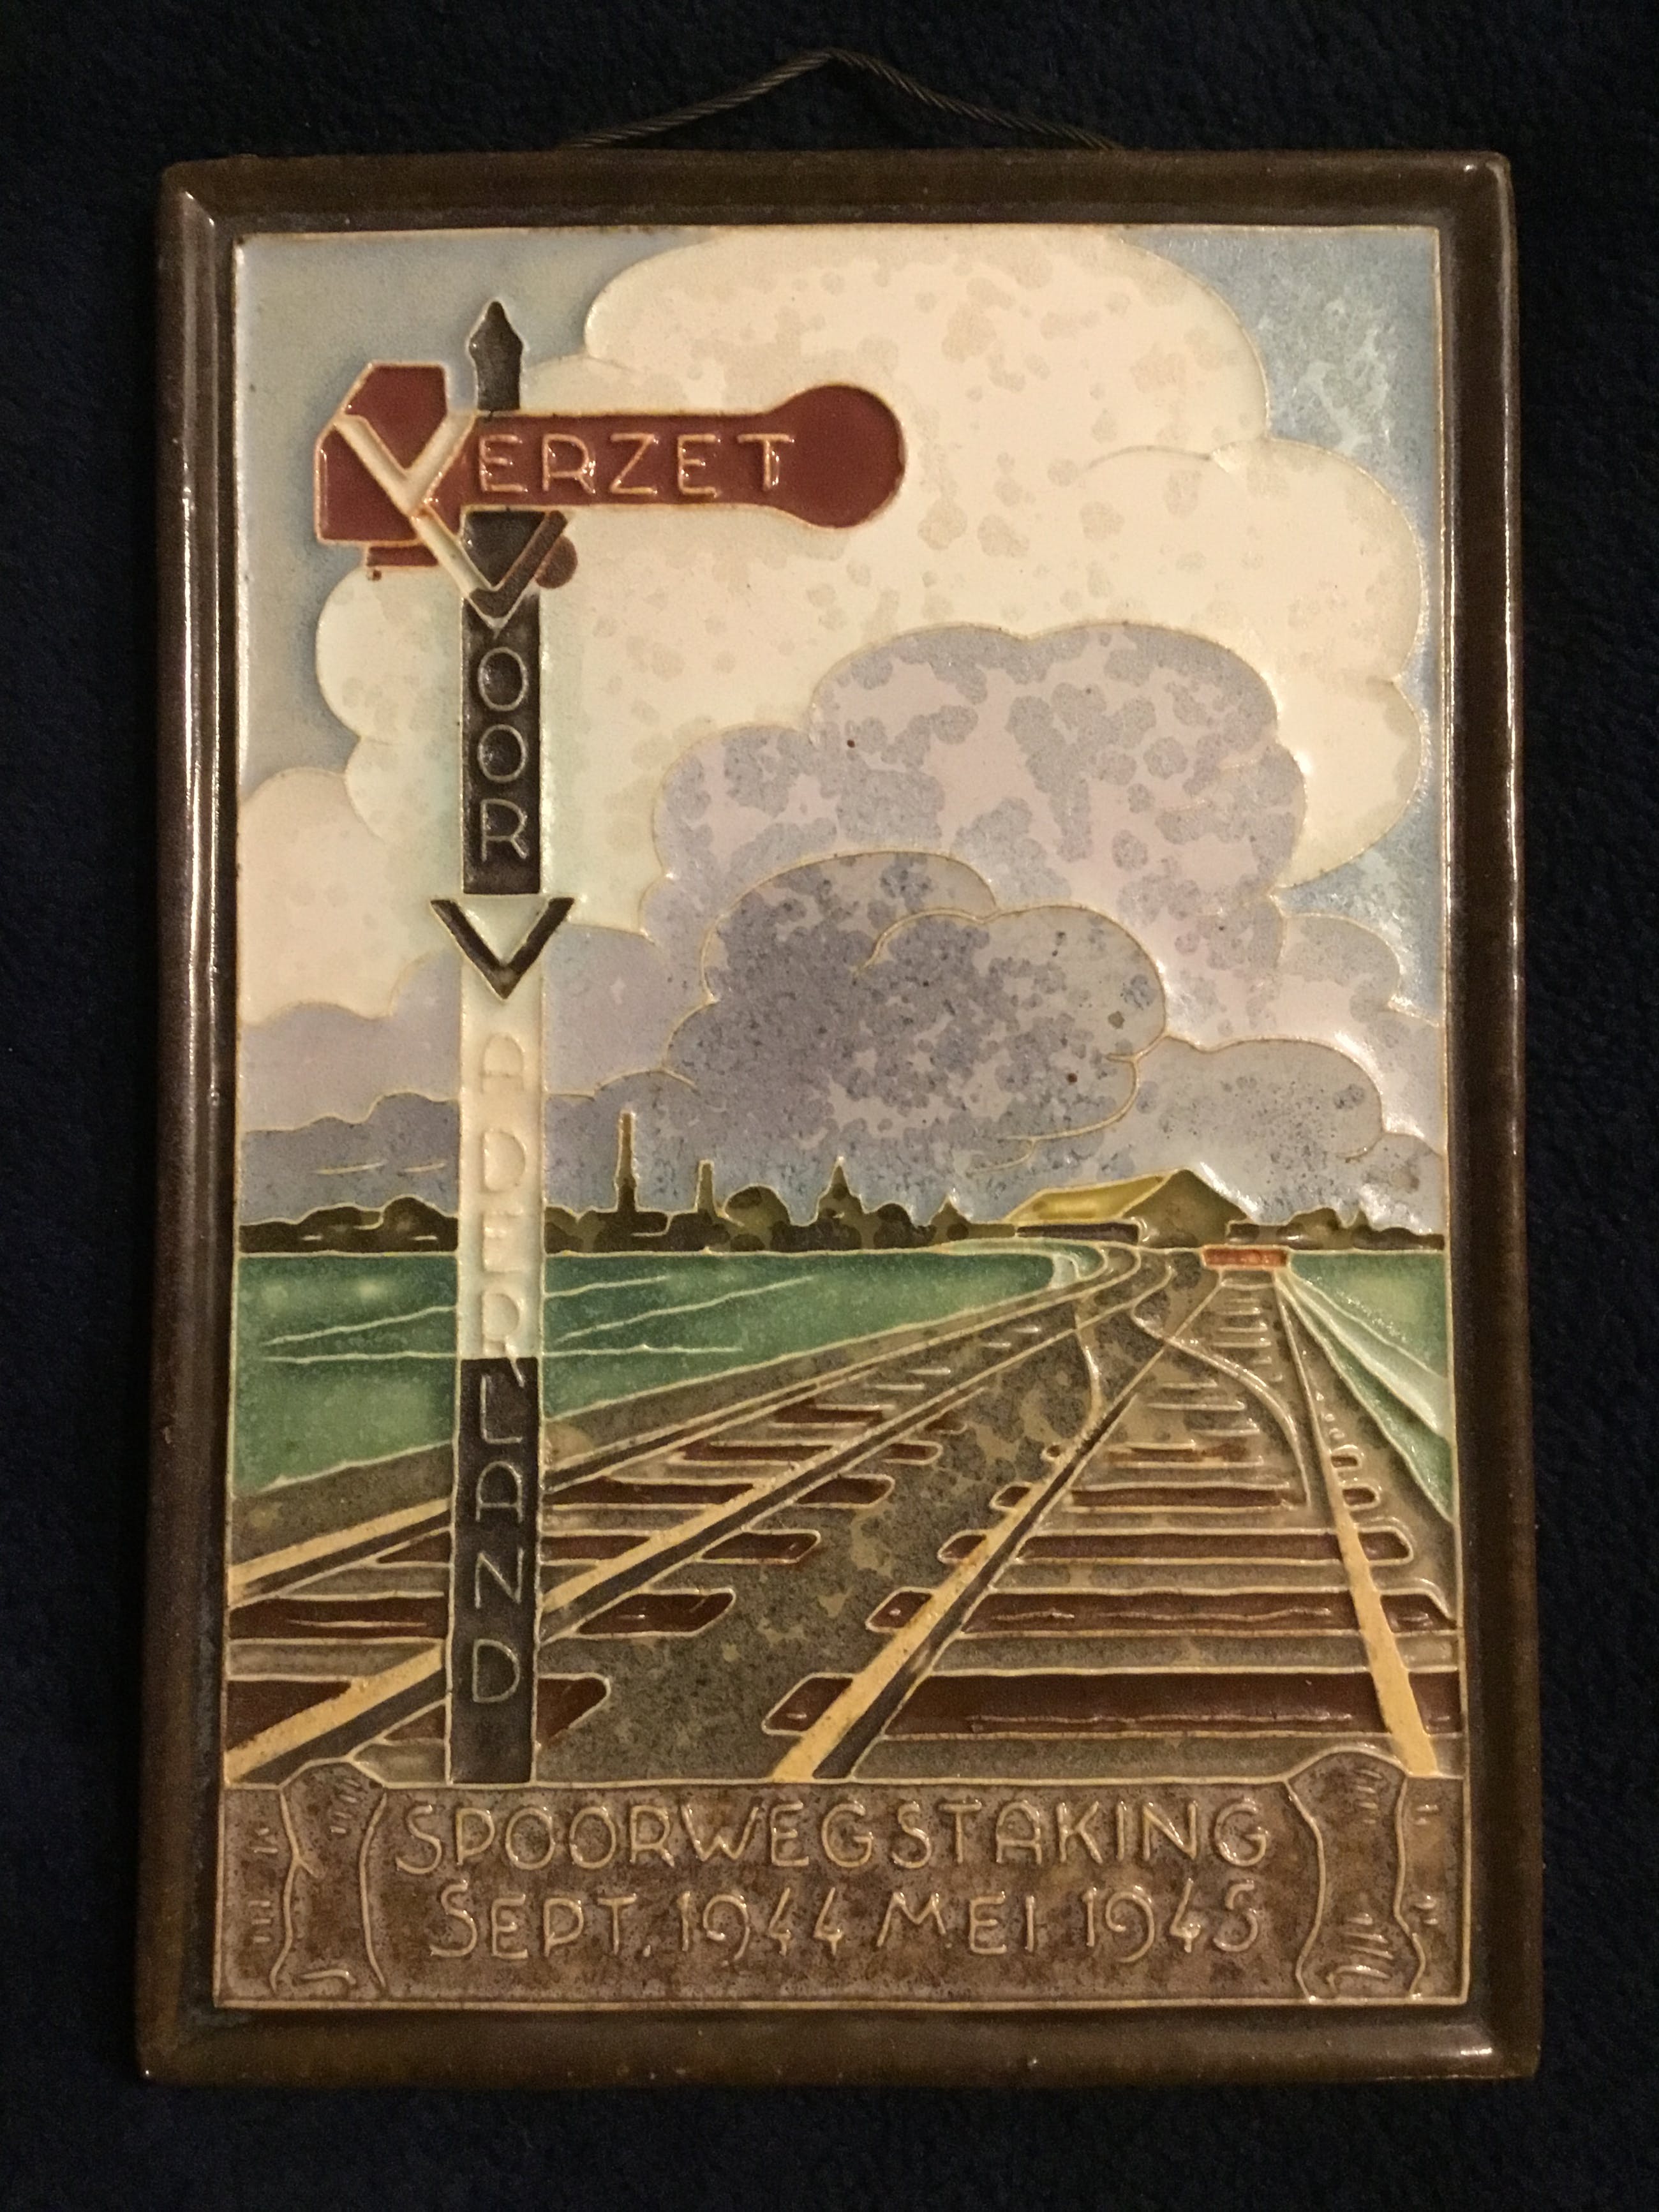 VERZET
VOOR
VADERLAND
SPOORWEGSTAKING
SEPT. 1944 MEI 1945